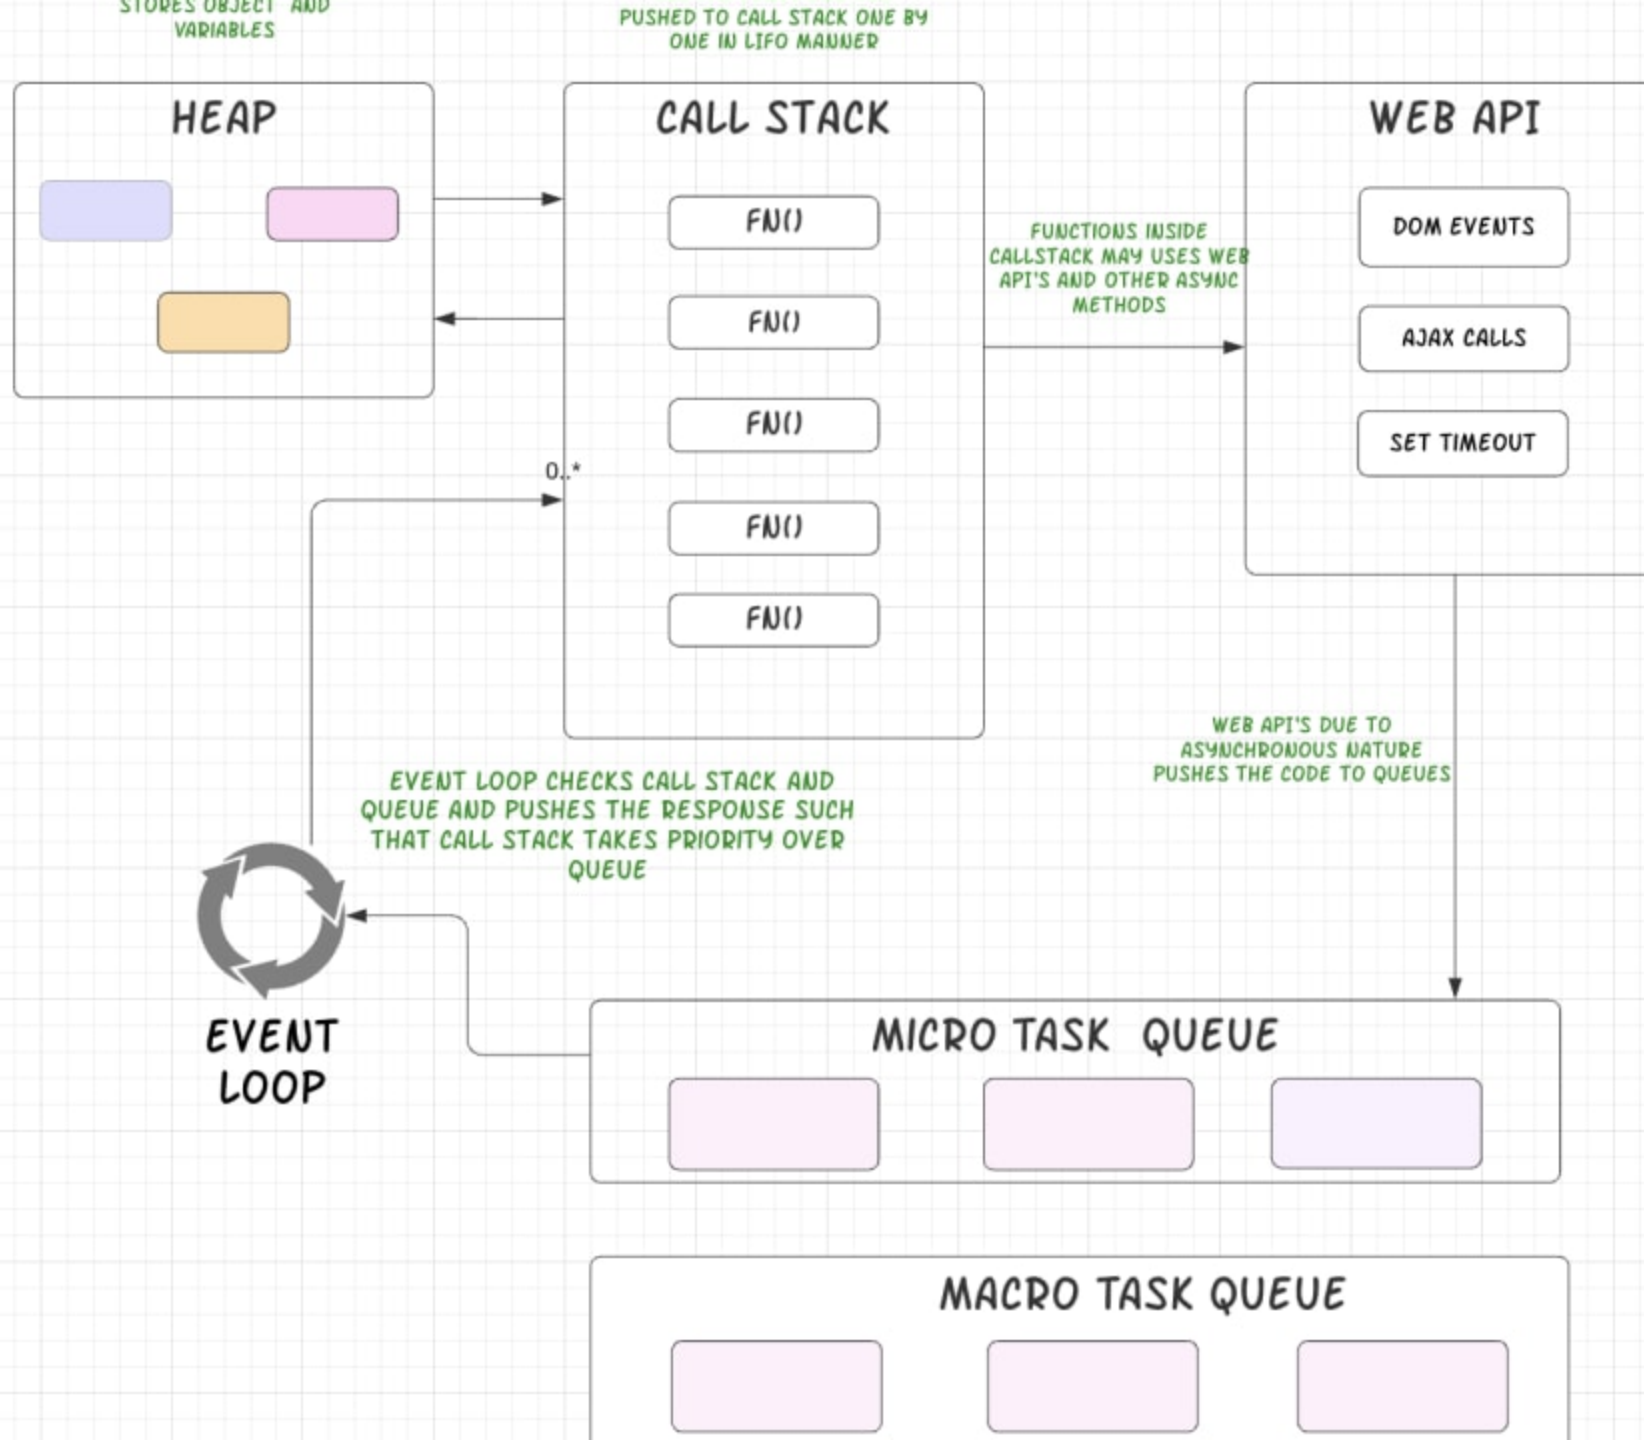 STORES OBJECT AND
VARIABLES
PUSHED TO CALL STACK ONE BY
ONE IN LIFO MANNER
HEAP
CALL STACK
FN()
FN()
FN()
FN()
FN()
FUNCTIONS INSIDE
CALLSTACK MAY USES WEB
API'S AND OTHER ASYNC
METHODS
WEB API
DOM EVENTS
AJAX CALLS
SET TIMEOUT
0..*
WEB API'S DUE TO
ASYNCHRONOUS NATURE
PUSHES THE CODE TO QUEUES
EVENT LOOP CHECKS CALL STACK AND
QUEUE AND PUSHES THE RESPONSE SUCH
THAT CALL STACK TAKES PRIORITY OVER
QUEUE
EVENT
LOOP
MICRO TASK QUEUE
MACRO TASK QUEUE